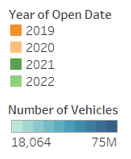 Year of Open Date
2019
2020
2021
2022
Number of Vehicles
18,064 75M